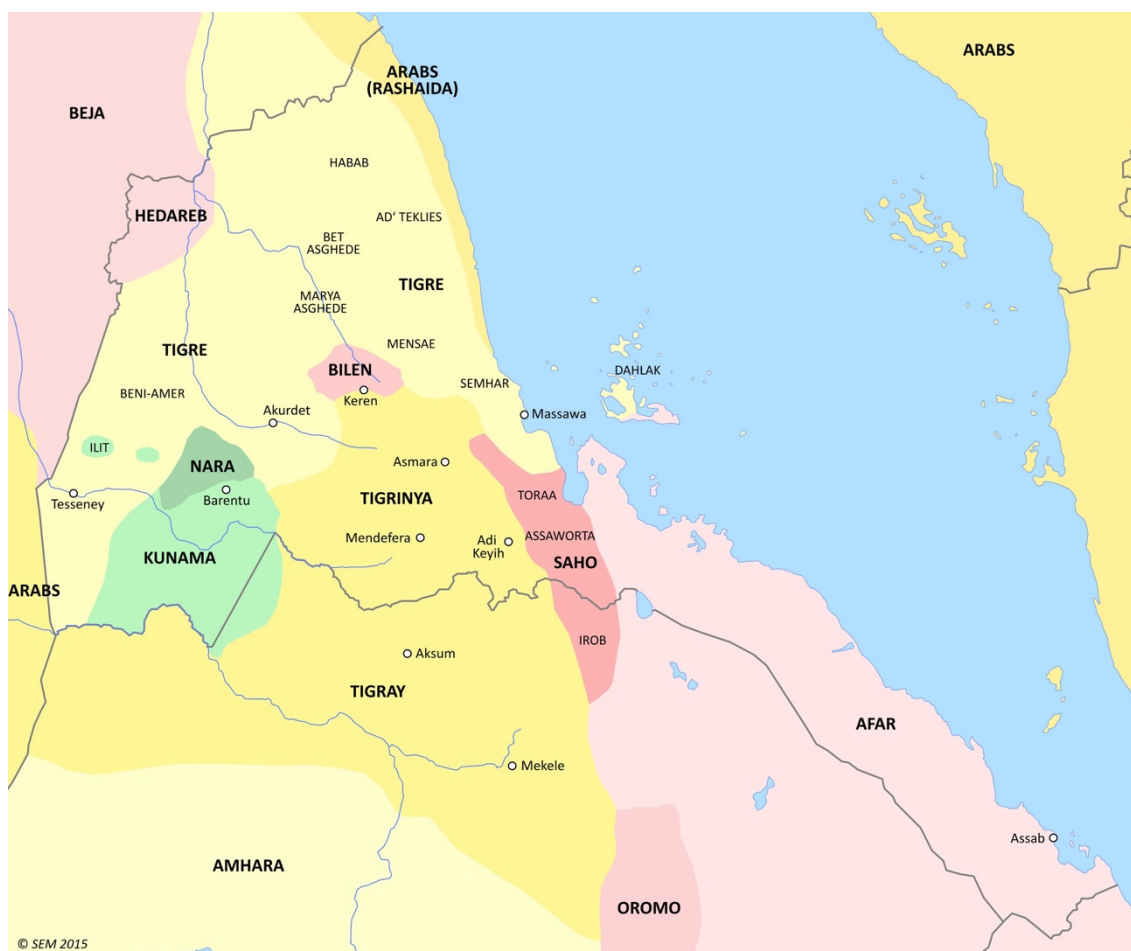 ARABS
ARABS
(RASHAIDA)
BEJA
HABAB
HEDAREB
AD‘ TEKLIES
BET
ASGHEDE
TIGRE
MARYA
ASGHEDE
MENSAE
TIGRE
BILEN
DAHLAK
SEMHAR
BENI-AMER
Keren
Massawa
Akurdet
ILIT
NARA
Asmara
Tesseney
Barentu
TIGRINYA
TORAA
ASSAWORTA
Mendefera
Adi
Keyih
KUNAMA
SAHO
ARABS
IROB
Aksum
TIGRAY
AFAR
Mekele
Assab
AMHARA
OROMO
© SEM 2015